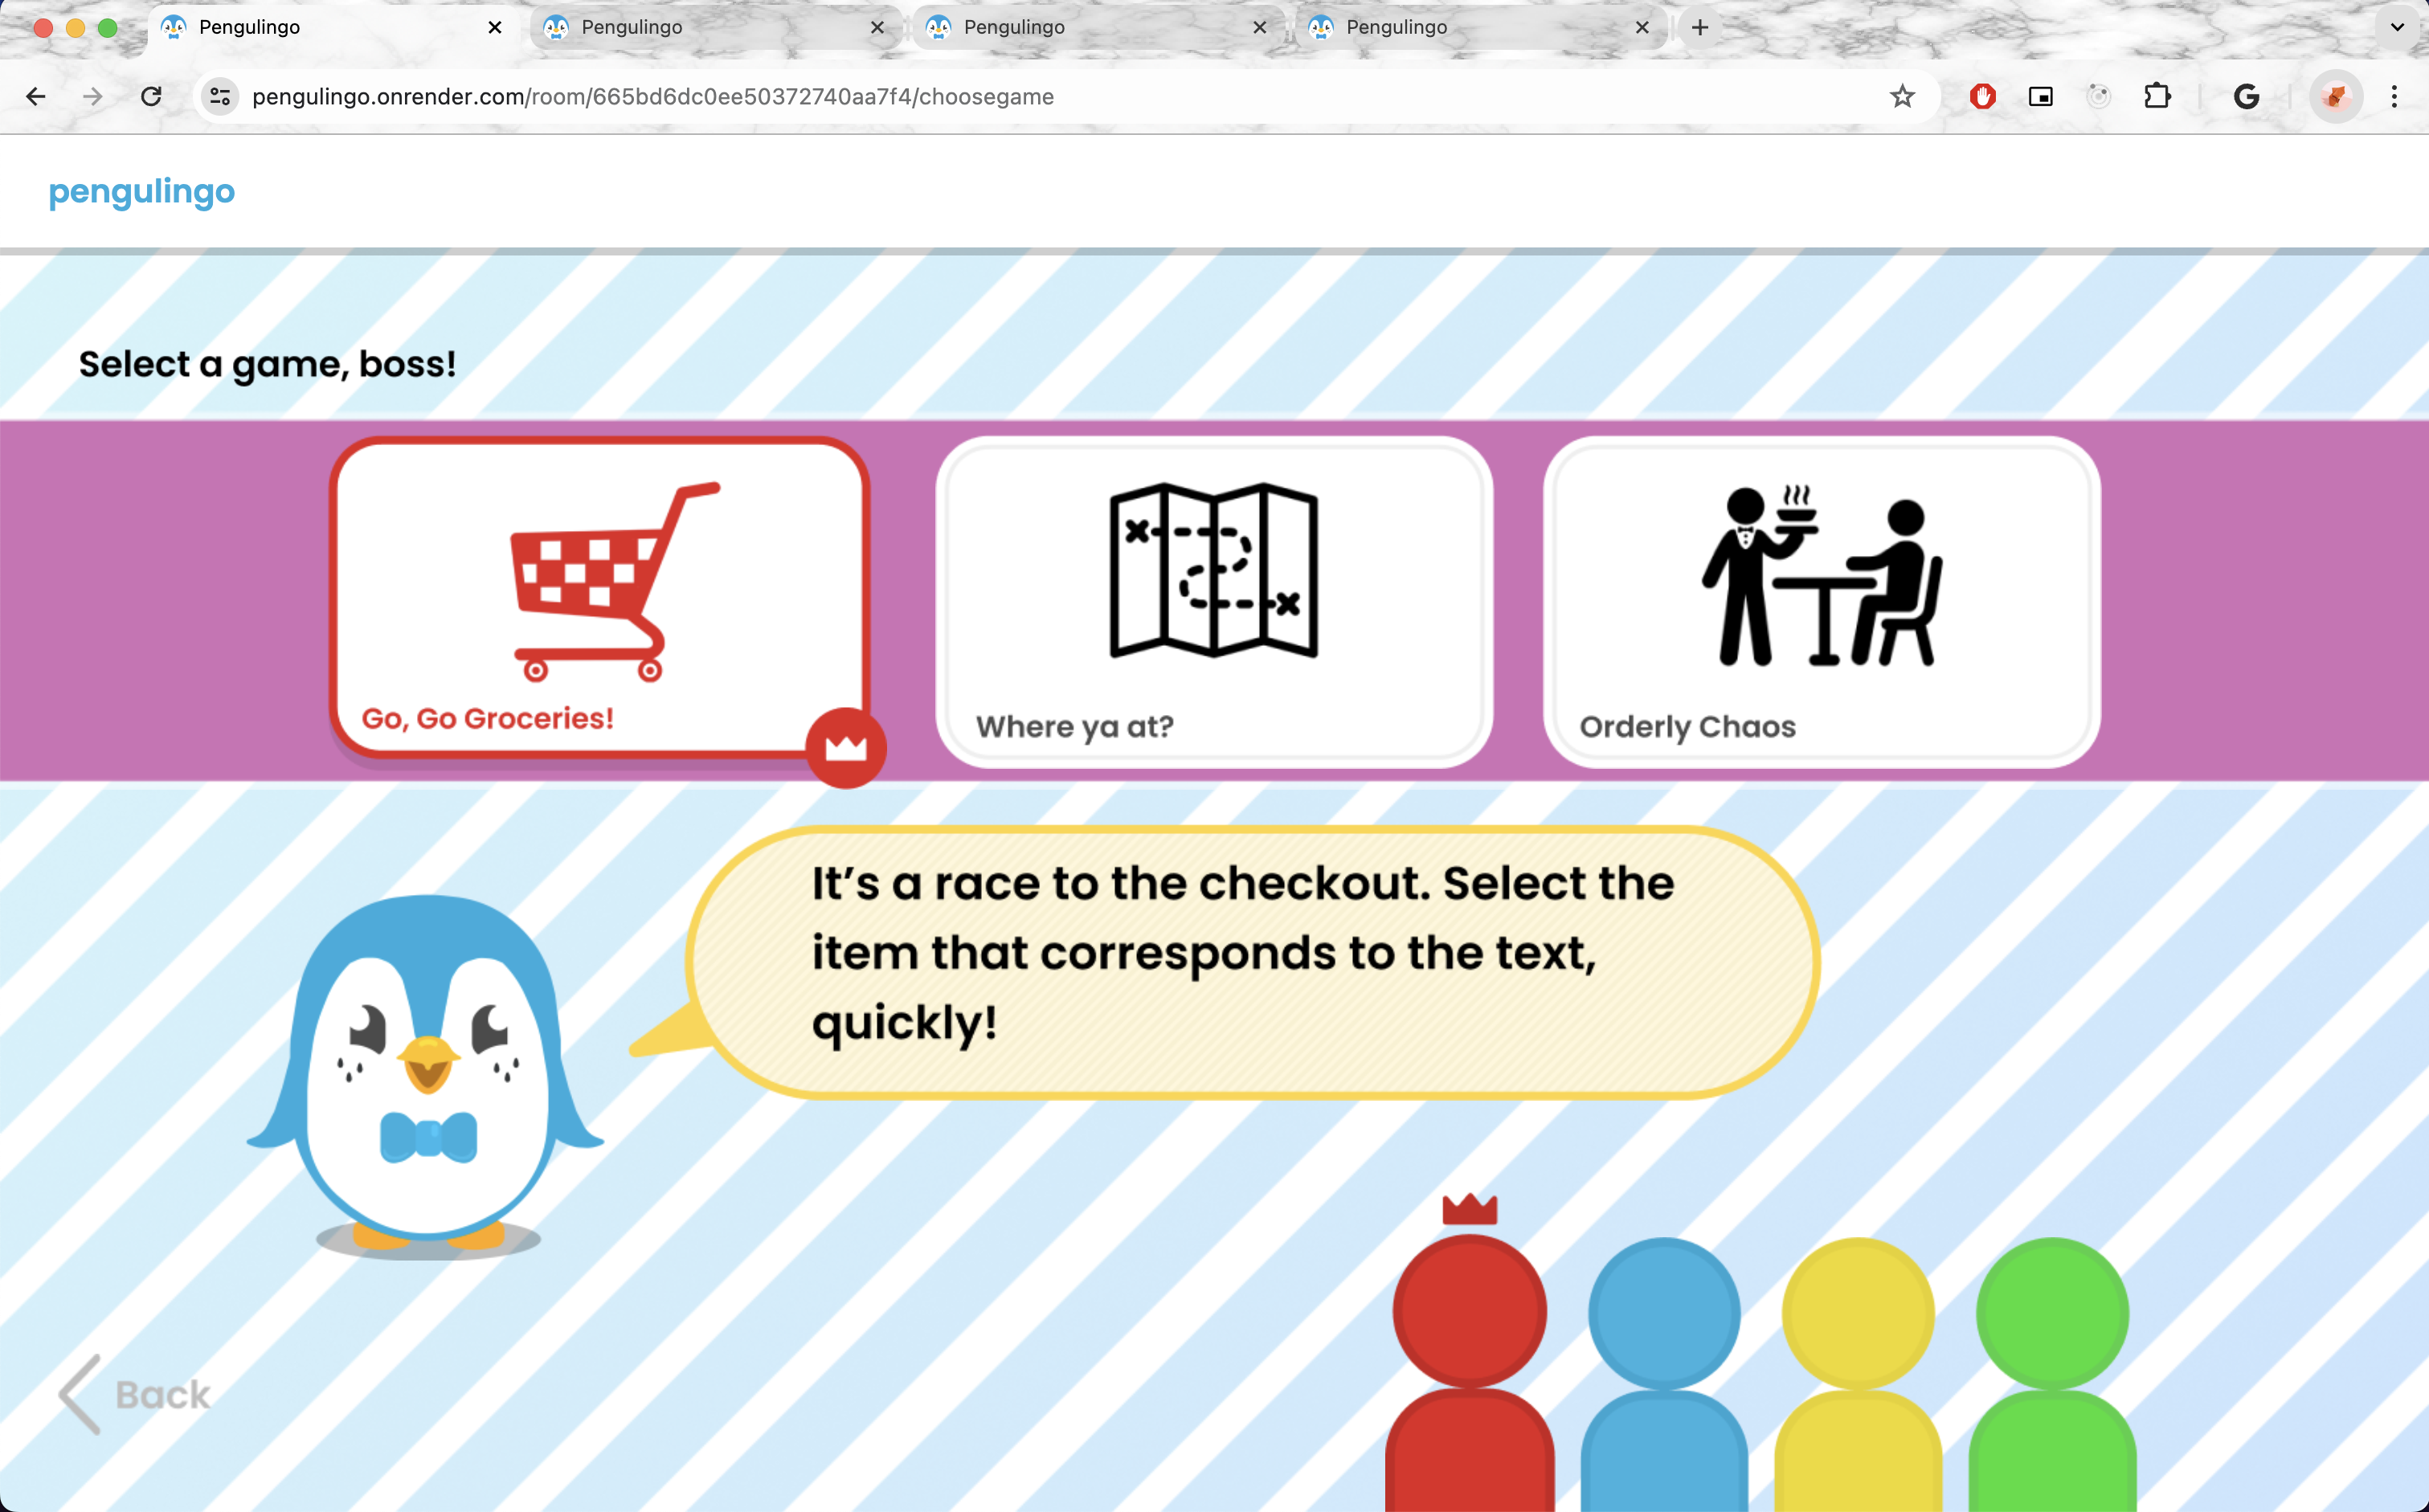 Pengulingo
Pengulingo
Pengulingo
Pengulingo
pengulingo.onrender.com/room/665bd6dc0ee50372740aa7f4/choosegame
pengulingo
Select a game, boss!
Go, Go Groceries!
Where ya at?
Orderly Chaos
It’s a race to the checkout. Select the
item that corresponds to the text,
quickly!
Back